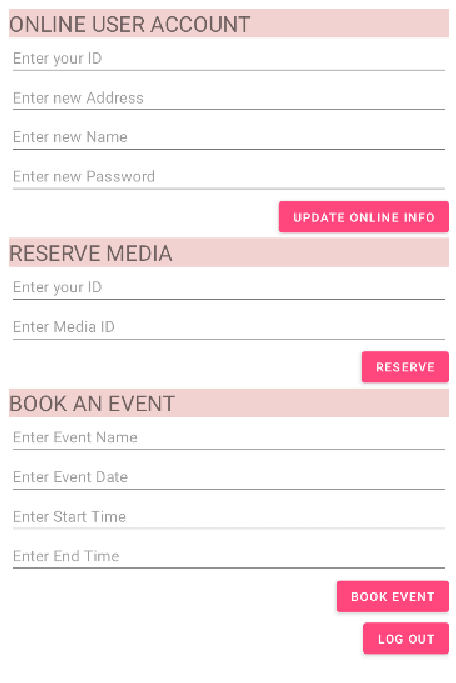 ONLINE USER ACCOUNT
Enter your ID
Enter new Address
Enter new Name
Enter new Password
UPDATE ONLINE INFO
RESERVE MEDIA
Enter your ID
Enter Media ID
RESERVE
BOOK AN EVENT
Enter Event Name
Enter Event Date
Enter Start Time
Enter End Time
BOOK EVENT
LOG OUT